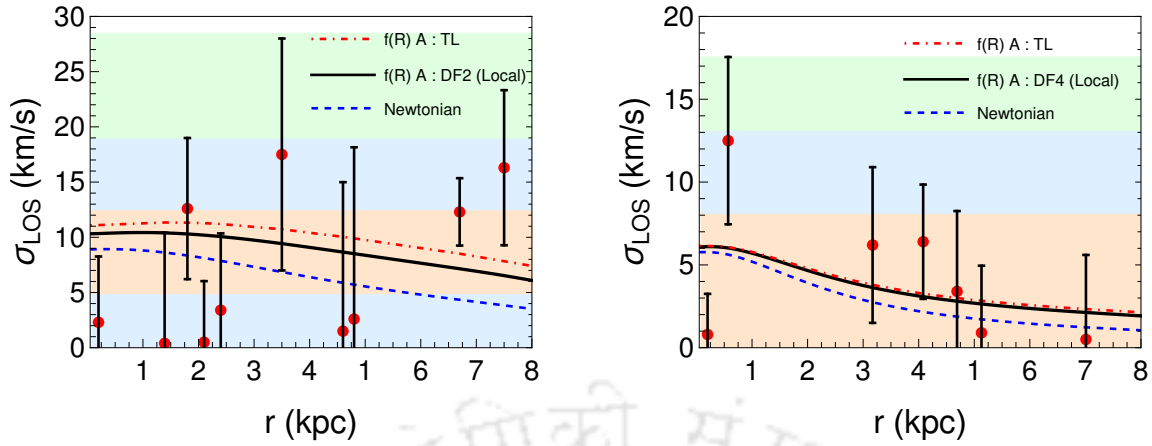 30
25
20
15
10
5
0
σLOS (km/s)
f(R) A : TL
f(R) A : DF2 (Local)
Newtonian
1 2 3 4 1 6 7 8
r (kpc)
20
15
10
5
0
σLOS (km/s)
f(R) A : TL
f(R) A : DF4 (Local)
Newtonian
1 2 3 4 1 6 7 8
r (kpc)